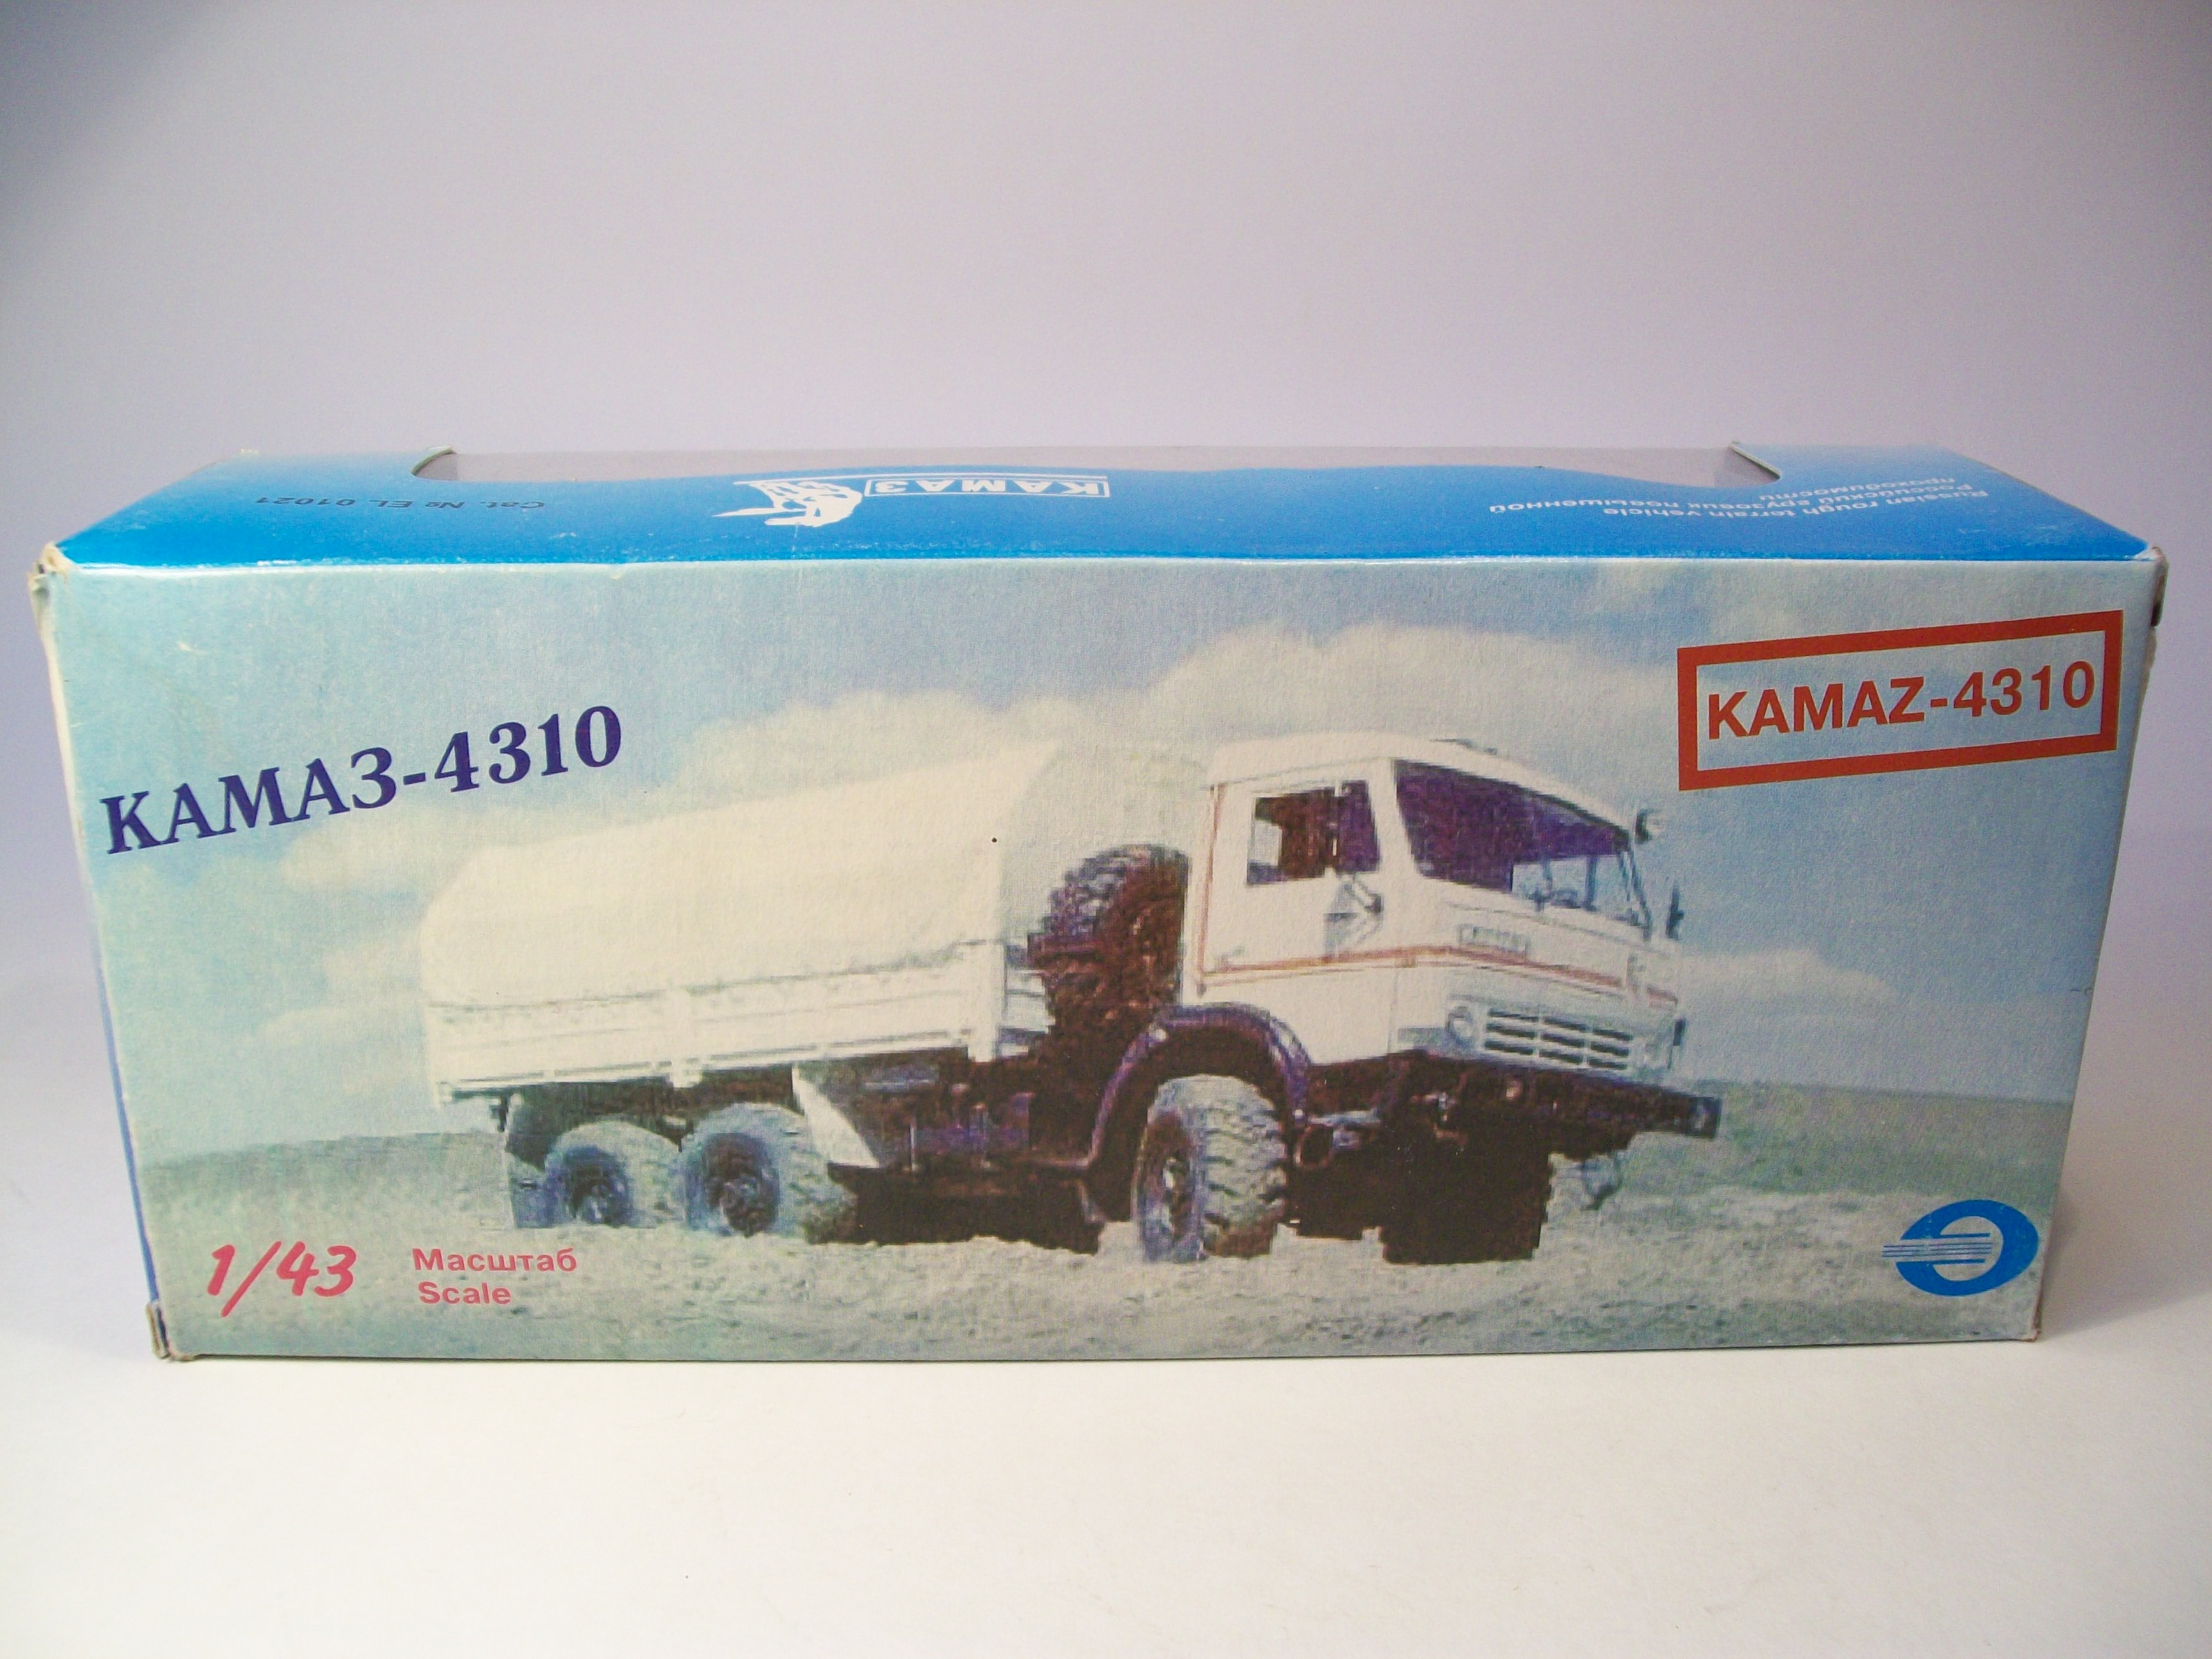 Cat. № EL 01021
КАМАЗ
Russian rough terrain vehicle
Российский грузовик повышенной
проходимости
КАМАЗ-4310
KAMAZ-4310
1/43
Масштаб
Scale